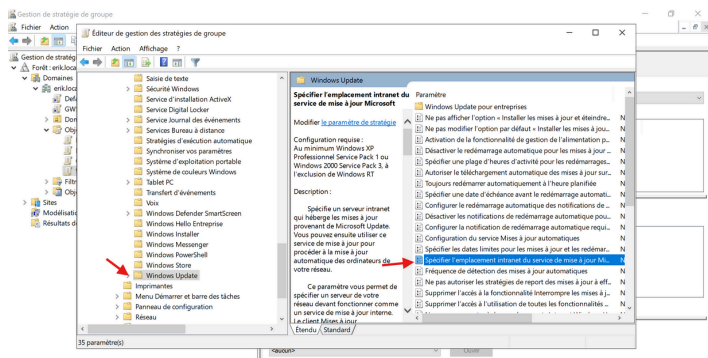 Gestion de stratégie de groupe
Fichier Action
Gestion de stratég
Forêt : erik.loca
Domaines
erik.loca
Defa
GW
Dom
Obj
Filtr
Obj
Sites
Modélisatio
Résultats d
Éditeur de gestion des stratégies de groupe
Fichier Action Affichage ?
Saisie de texte
Sécurité Windows
Service d'installation ActiveX
Service Digital Locker
Service Journal des événements
Services Bureau à distance
Stratégies d'exécution automatique
Synchroniser vos paramètres
Système d'exploitation portable
Système de couleurs Windows
Tablet PC
Transfert d'événements
Voix
Windows Defender SmartScreen
Windows Hello Entreprise
Windows Installer
Windows Messenger
Windows PowerShell
Windows Store
Windows Update
Imprimantes
Menu Démarrer et barre des tâches
Panneau de configuration
Réseau
35 paramètre(s)
Windows Update
Spécifier l'emplacement intranet du
service de mise à jour Microsoft
Modifier le paramètre de stratégie
Configuration requise :
Au minimum Windows XP
Professionnel Service Pack 1 ou
Windows 2000 Service Pack 3, à
l'exclusion de Windows RT
Description :
Spécifie un serveur intranet
qui héberge les mises à jour
provenant de Microsoft Update.
Vous pouvez ensuite utiliser ce
service de mise à jour pour
procéder à la mise à jour
automatique des ordinateurs de
votre réseau.
Ce paramètre vous permet de
spécifier un serveur de votre
réseau devant fonctionner comme
un service de mise à jour interne.
Le client Mises à jour
Paramètre
Windows Update pour entreprises
Ne pas afficher l'option « Installer les mises à jour et éteindre... N
Ne pas modifier l'option par défaut « Installer les mises à jou... N
Activation de la fonctionnalité de gestion de l'alimentation p... N
Désactiver le redémarrage automatique pour les mises à jour ... N
Spécifier une plage d'heures d'activité pour les redémarrages... N
Autoriser le téléchargement automatique des mises à jour sur... N
Toujours redémarrer automatiquement à l'heure planifiée N
Spécifier une date d'échéance avant le redémarrage automati... N
Configurer le redémarrage automatique des notifications de ... N
Désactiver les notifications de redémarrage automatique pou... N
Configurer la notification de redémarrage automatique requi... N
Configuration du service Mises à jour automatiques N
Spécifier les dates limites pour les mises à jour et les redémar... N
Spécifier l'emplacement intranet du service de mise à jour Mi... N
Fréquence de détection des mises à jour automatiques N
Ne pas autoriser les stratégies de report des mises à jour à eff... N
Supprimer l'accès à la fonctionnalité Interrompre les mises à j... N
Supprimer l'accès à l'utilisation de toutes les fonctionnalités ... N
Étendu Standard
<aucun>
Ouvrir